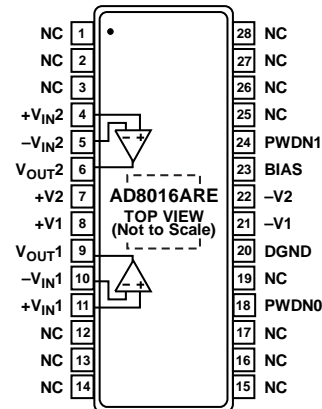 NC 1 28 NC
NC 2 27 NC
NC 3 26 NC
+VIN2 4 25 NC
–VIN2 5 24 PWDN1
– +
VOUT2 6 23 BIAS
+V2 7 AD8016ARE 22 –V2
+V1 8 TOP VIEW 21 –V1
(Not to Scale)
VOUT1 9 20 DGND
–VIN1 10 19 NC
– +
+VIN1 11 18 PWDN0
NC 12 17 NC
NC 13 16 NC
NC 14 15 NC